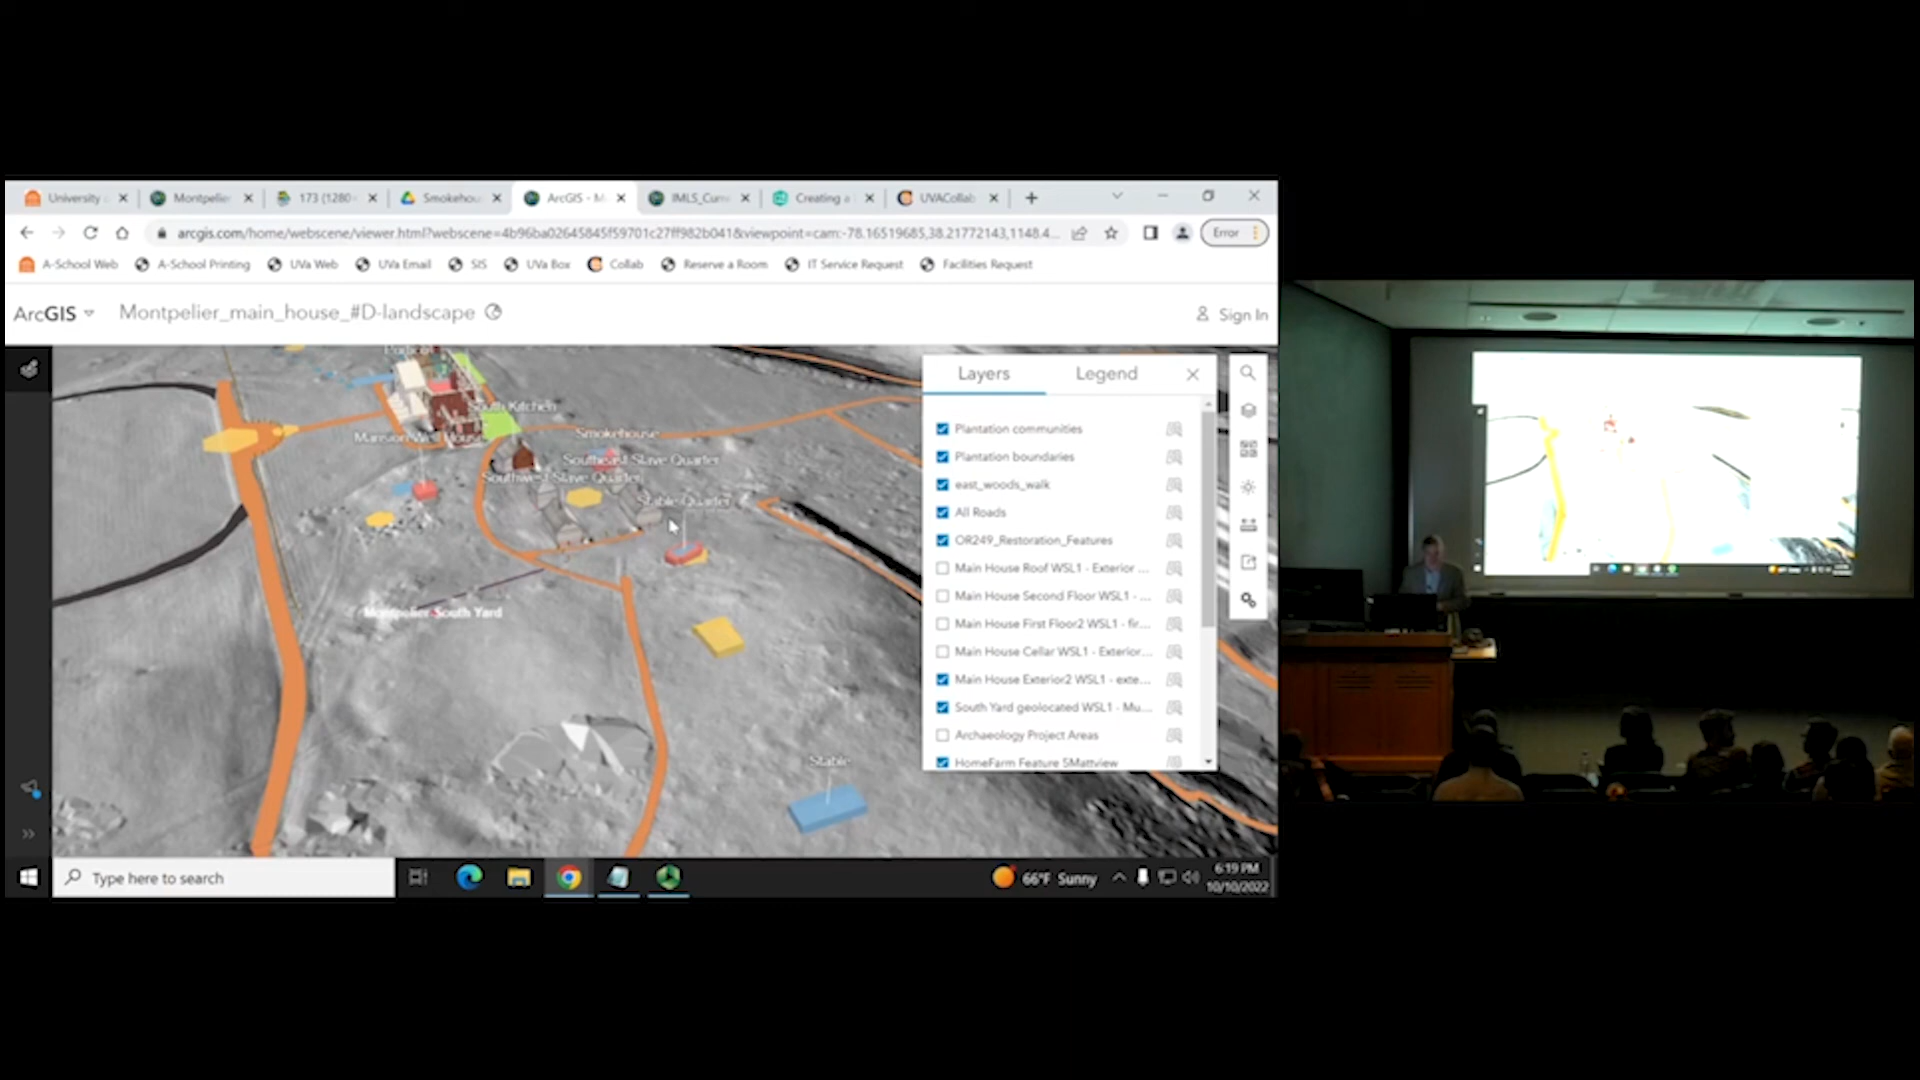 University
Montpelier
173 (1280
Smokehou
ArcGIS - M
IMLS_Cum
Creating a
UVACollab
arcgis.com/home/webscene/viewer.html?webscene=4b96ba02645845f59701c27ff982b041&viewpoint=cam:-78.16519685,38.21772143,1148.4...
Error
A-School Web
A-School Printing
UVa Web
UVa Email
SIS
UVa Box
Collab
Reserve a Room
IT Service Request
Facilities Request
ArcGIS
Montpelier_main_house_#D-landscape
Sign In
South Kitchen
Mansion West House
Smokehouse
Southeast Slave Quarter
Southwest Slave Quarter
Stable Quarter
Montpelier South Yard
Stable
Layers
Legend
Plantation communities
Plantation boundaries
east_woods_walk
All Roads
OR249_Restoration_Features
Main House Roof WSL1 - Exterior ...
Main House Second Floor WSL1 - ...
Main House First Floor2 WSL1 - fir...
Main House Cellar WSL1 - Exterior...
Main House Exterior2 WSL1 - exte...
South Yard geolocated WSL1 - Mu...
Archaeology Project Areas
HomeFarm Feature 5Mattview
Type here to search
66°F Sunny
6:19 PM
10/10/2022